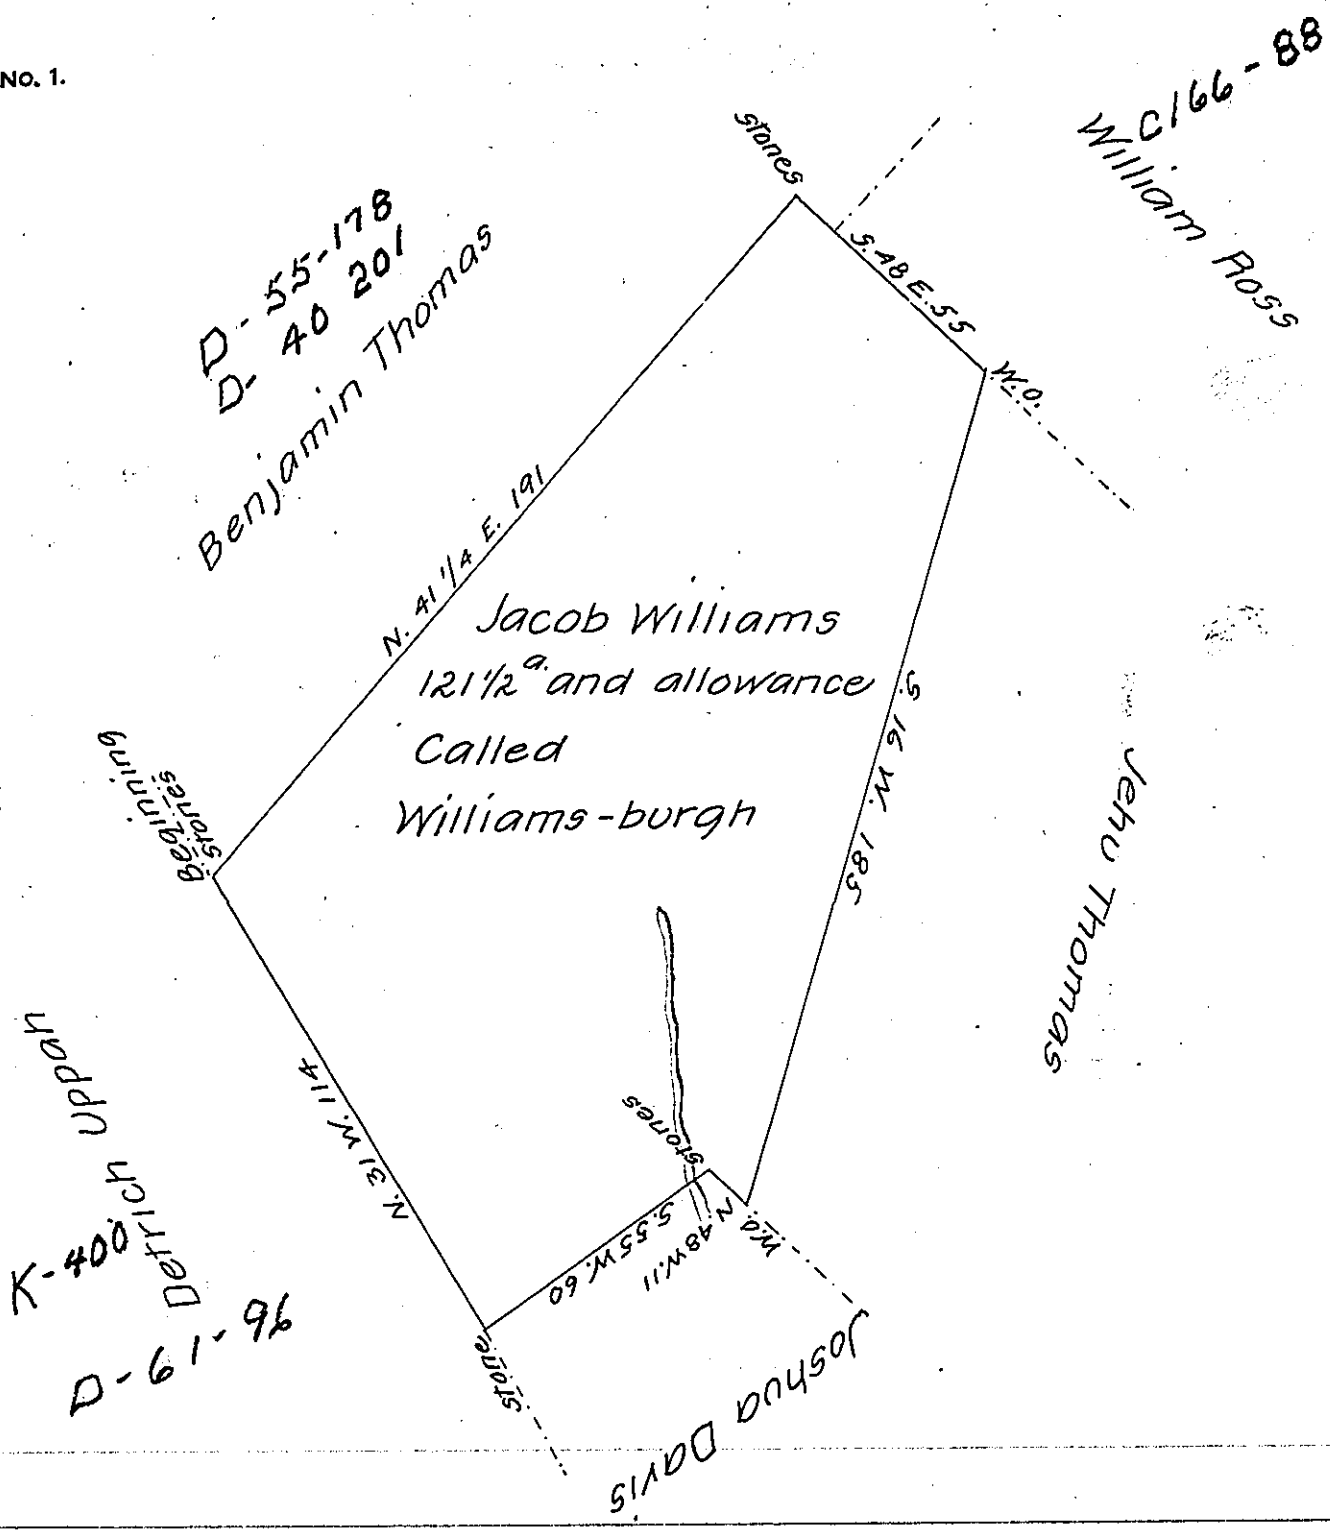 No. 1.
C166-88
William Ross
stones
D-55-178
D-40 201
Benjamin Thomas
S. 48 E. 55
W.O.
N. 41 1/4 E. 191
Jacob Williams
121 1/2 a. and allowance
Called
Williams-burgh
S. 16 W. 185
Jehu Thomas
Beginning
stones
Detrich Uppah
N. 31 W. 114
stones
N 48 W. 11
W.O.
S. 55 W. 60
K-400
D-61-96
stone
Joshua Davis